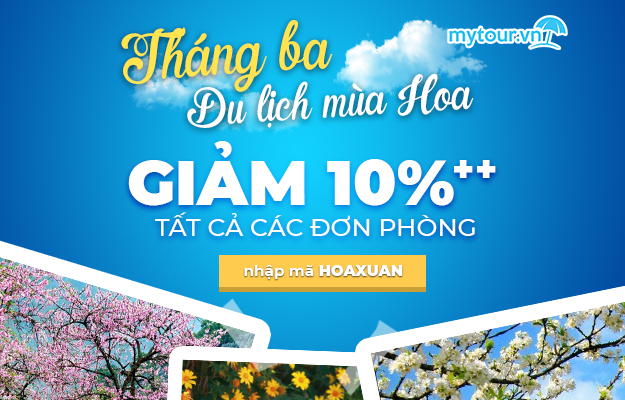 mytour.vn
Tháng ba
Du lịch mùa Hoa
GIẢM 10%++
TẤT CẢ CÁC ĐƠN PHÒNG
nhập mã HOAXUAN